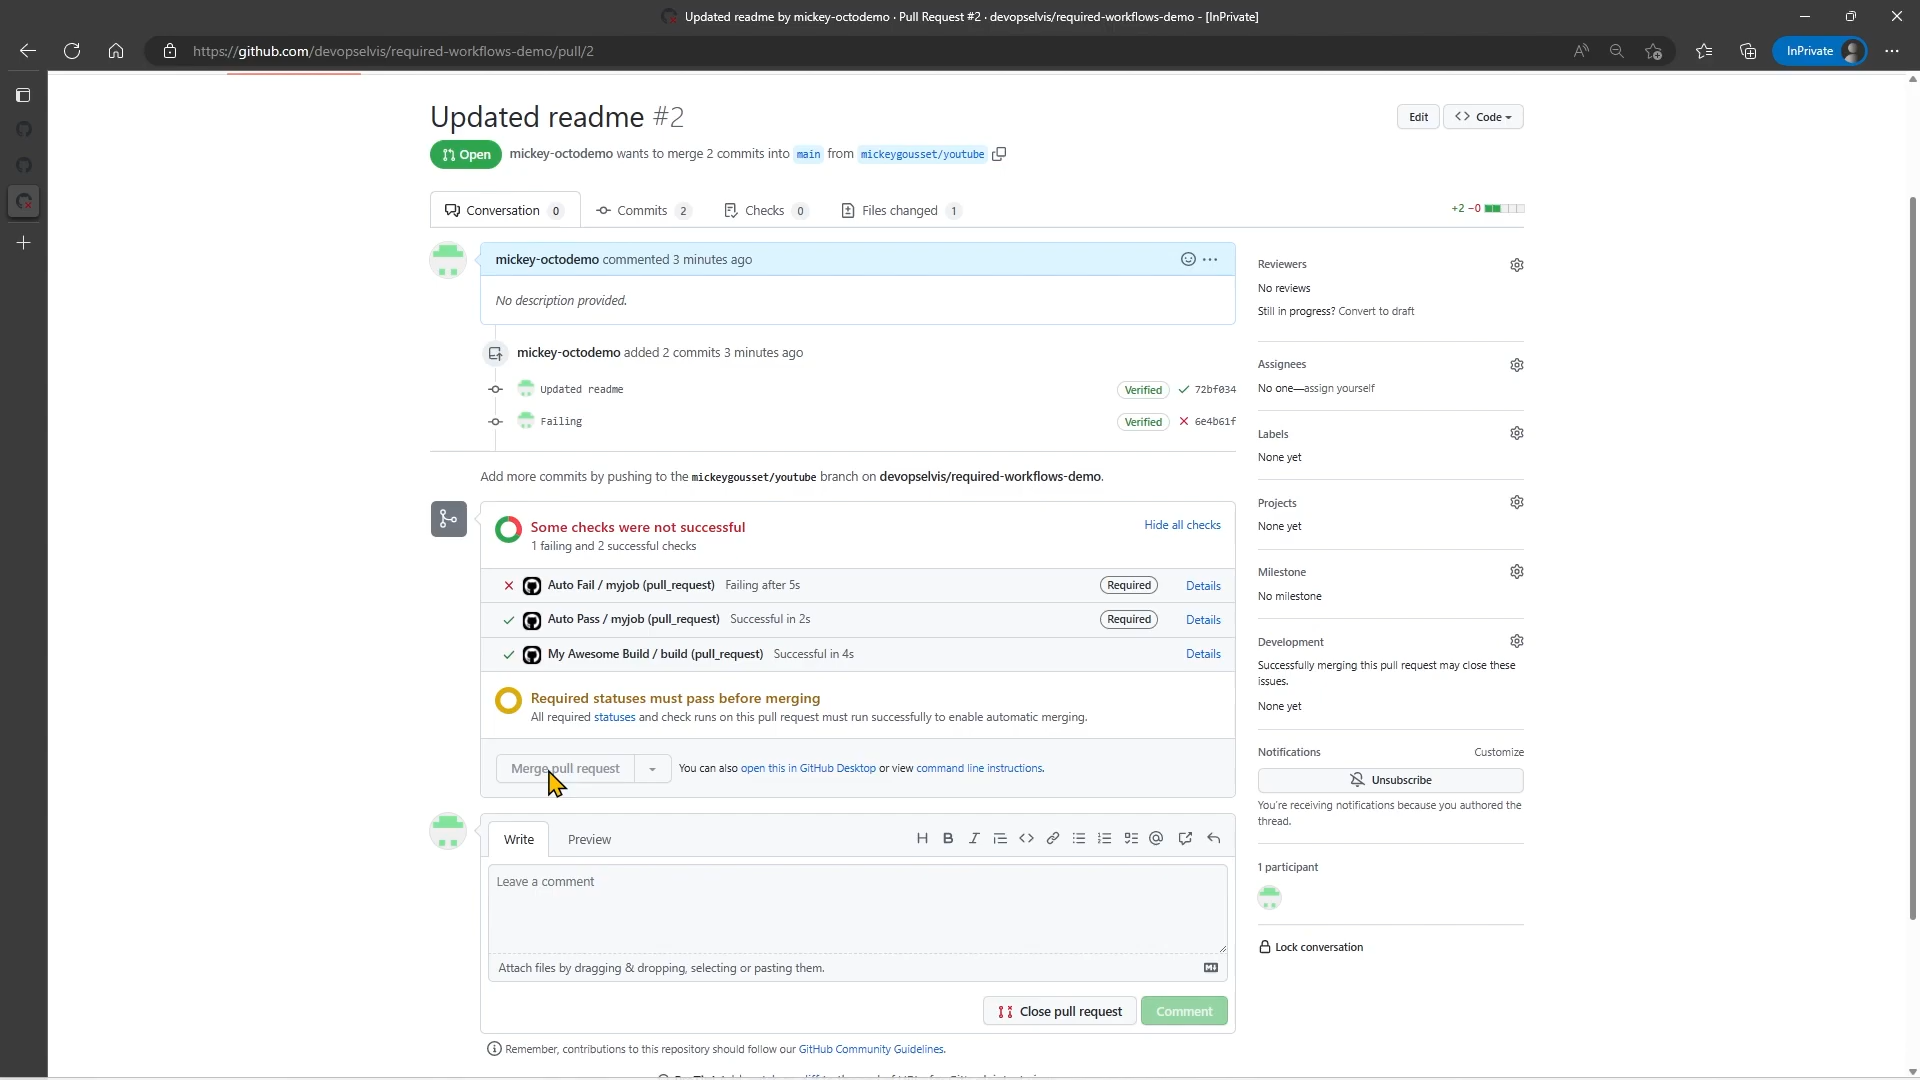 Updated readme by mickey-octodemo · Pull Request #2 · devopselvis/required-workflows-demo - [InPrivate]
https://github.com/devopselvis/required-workflows-demo/pull/2
InPrivate
Updated readme #2
Edit
Code
Open
mickey-octodemo wants to merge 2 commits into main from mickeygousset/youtube
Conversation 0
Commits 2
Checks 0
Files changed 1
+2 −0
mickey-octodemo commented 3 minutes ago
No description provided.
mickey-octodemo added 2 commits 3 minutes ago
Updated readme
Verified
72bf034
Failing
Verified
6e4b61f
Add more commits by pushing to the mickeygousset/youtube branch on devopselvis/required-workflows-demo.
Some checks were not successful
1 failing and 2 successful checks
Hide all checks
Auto Fail / myjob (pull_request) Failing after 5s
Required
Details
Auto Pass / myjob (pull_request) Successful in 2s
Required
Details
My Awesome Build / build (pull_request) Successful in 4s
Details
Required statuses must pass before merging
All required statuses and check runs on this pull request must run successfully to enable automatic merging.
Merge pull request
You can also open this in GitHub Desktop or view command line instructions.
Write
Preview
Leave a comment
Attach files by dragging & dropping, selecting or pasting them.
Close pull request
Comment
Remember, contributions to this repository should follow our GitHub Community Guidelines.
Reviewers
No reviews
Still in progress? Convert to draft
Assignees
No one—assign yourself
Labels
None yet
Projects
None yet
Milestone
No milestone
Development
Successfully merging this pull request may close these
issues.
None yet
Notifications
Customize
Unsubscribe
You're receiving notifications because you authored the
thread.
1 participant
Lock conversation